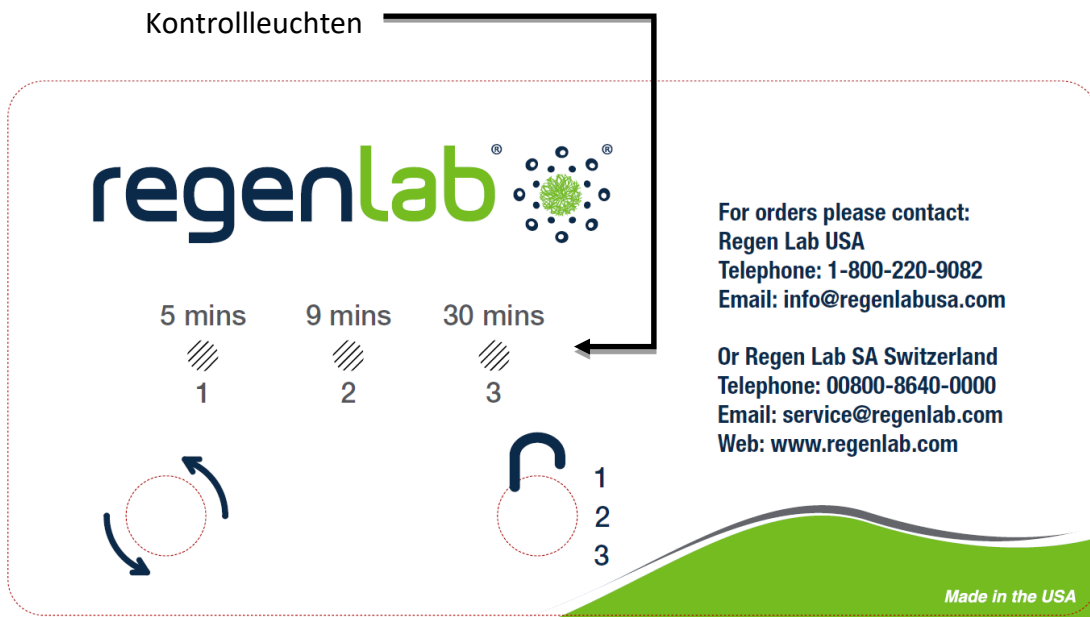 Kontrollleuchten
regenlab® ®
5 mins 9 mins 30 mins
1 2 3
1
2
3
For orders please contact:
Regen Lab USA
Telephone: 1-800-220-9082
Email: info@regenlabusa.com
Or Regen Lab SA Switzerland
Telephone: 00800-8640-0000
Email: service@regenlab.com
Web: www.regenlab.com
Made in the USA